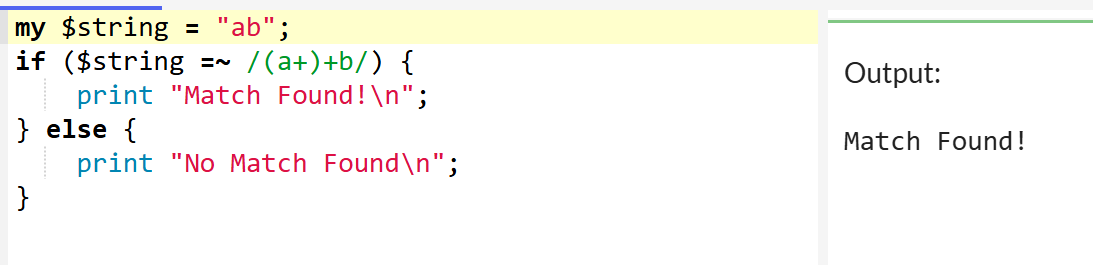 my $string = "ab";
if ($string =~ /(a+)+b/) {
    print "Match Found!\n";
} else {
    print "No Match Found\n";
}
Output:
Match Found!